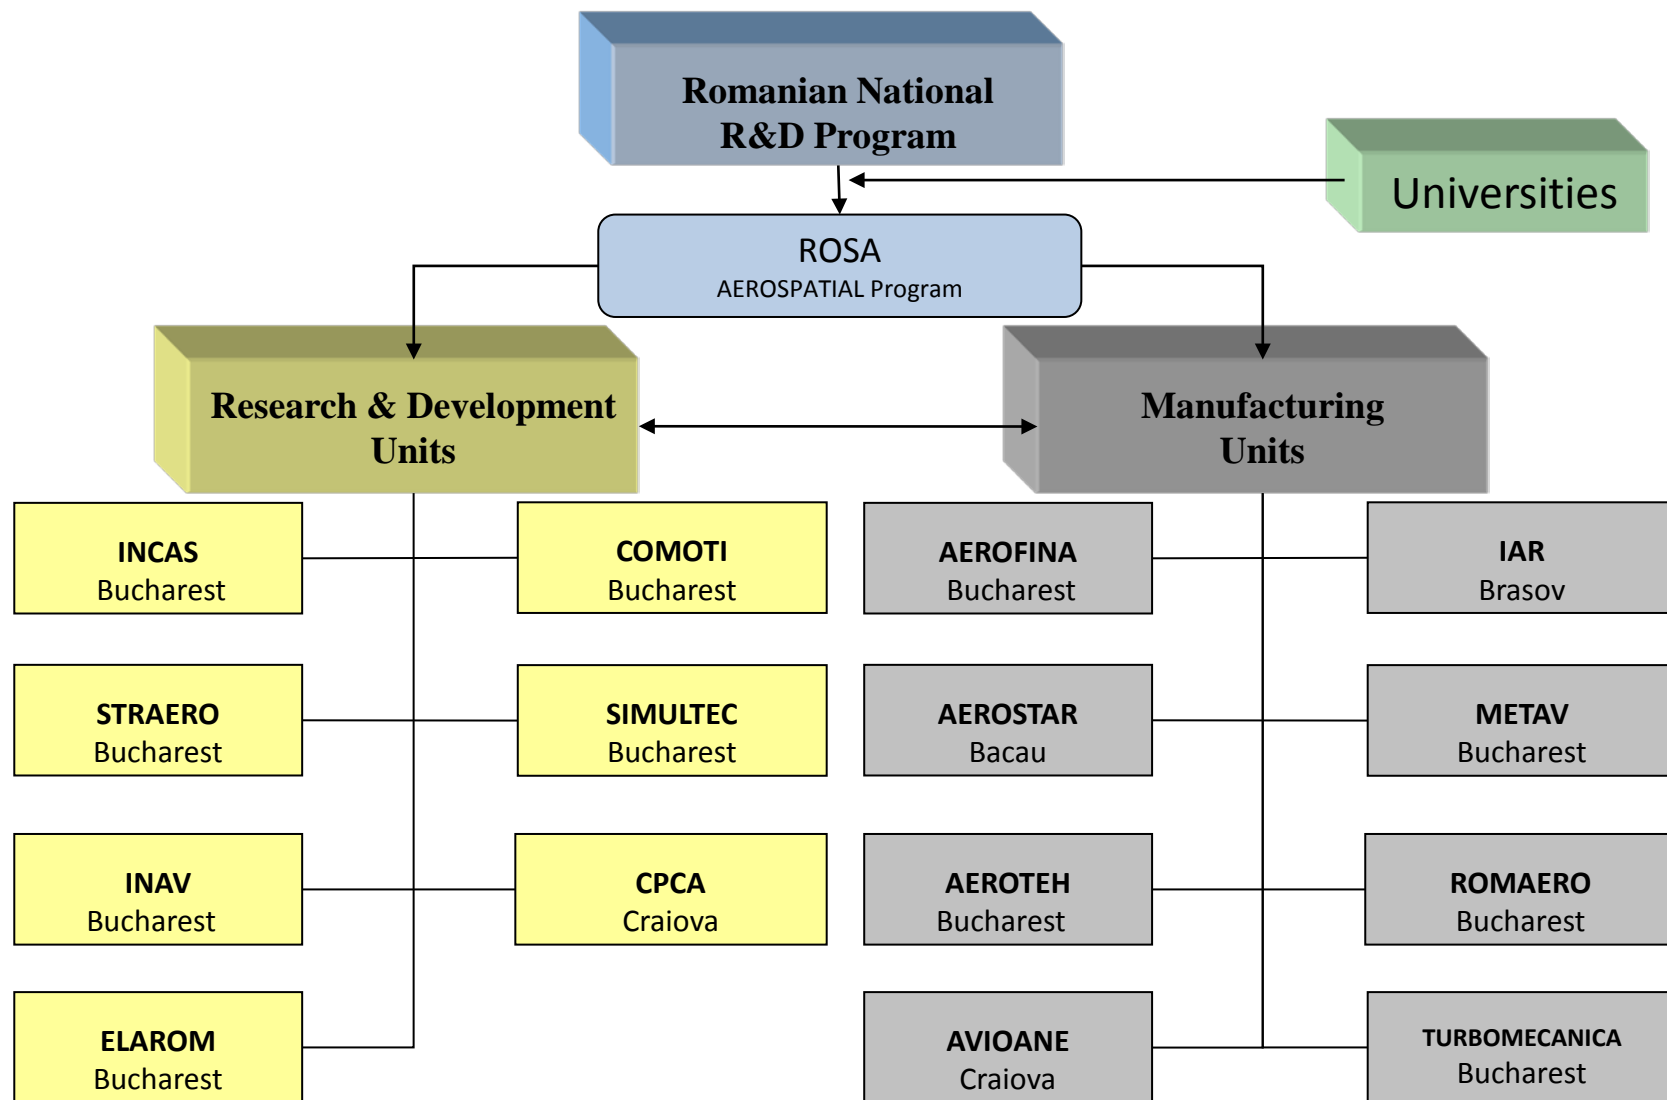 Romanian National
R&D Program
Universities
ROSA
AEROSPATIAL Program
Research & Development
Units
Manufacturing
Units
INCAS
Bucharest
COMOTI
Bucharest
AEROFINA
Bucharest
IAR
Brasov
STRAERO
Bucharest
SIMULTEC
Bucharest
AEROSTAR
Bacau
METAV
Bucharest
INAV
Bucharest
CPCA
Craiova
AEROTEH
Bucharest
ROMAERO
Bucharest
ELAROM
Bucharest
AVIOANE
Craiova
TURBOMECANICA
Bucharest